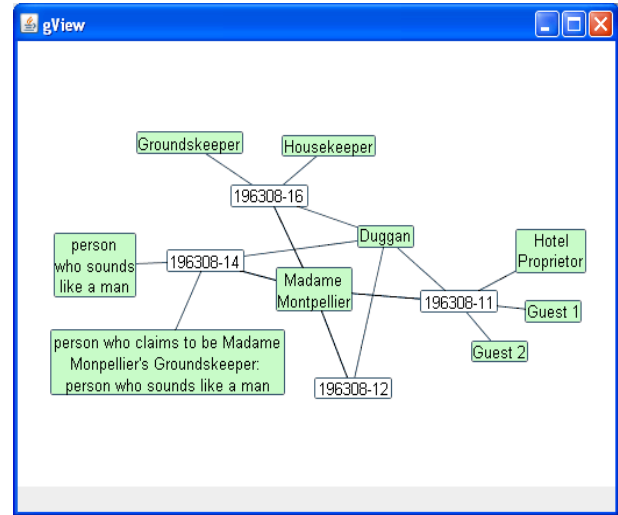 gView
Groundskeeper
Housekeeper
196308-16
Duggan
person
who sounds
like a man
196308-14
Hotel
Proprietor
Madame
Montpellier
196308-11
Guest 1
person who claims to be Madame
Monpellier's Groundskeeper:
person who sounds like a man
Guest 2
196308-12